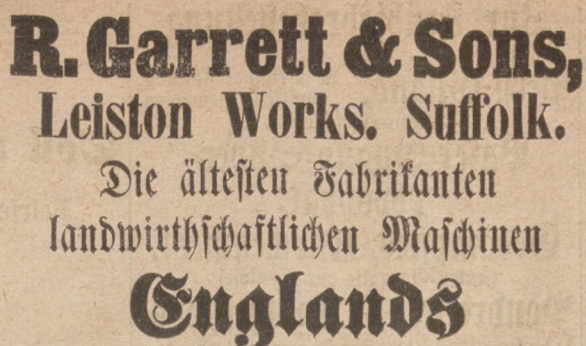 R. Garrett & Sons,
Leiston Works. Suffolk.
Die älteſten Fabrikanten
landwirthſchaftlichen Maſchinen
Englands